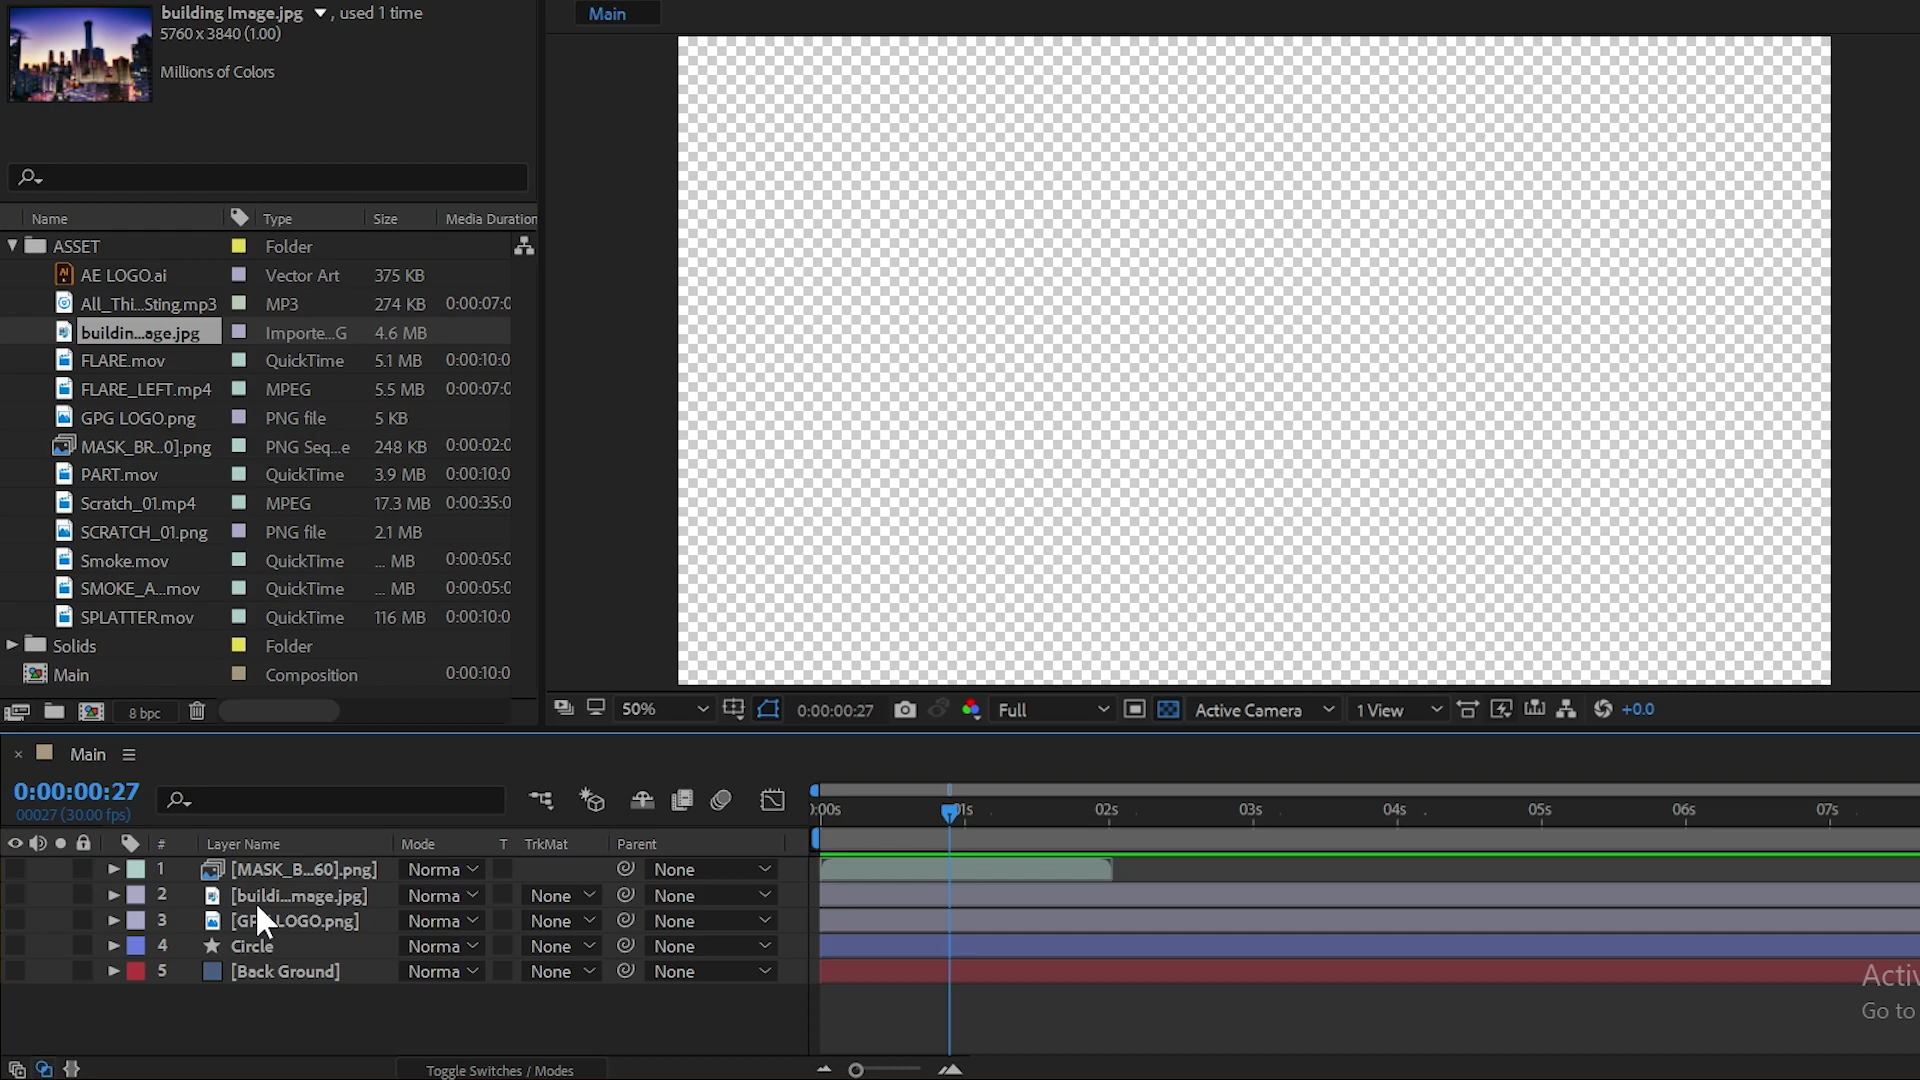 building Image.jpg ▼ , used 1 time
5760 x 3840 (1.00)
Millions of Colors
Main
Name Type Size Media Duration
ASSET Folder
AE LOGO.ai Vector Art 375 KB
All_Thi...Sting.mp3 MP3 274 KB 0:00:07:0
buildin...age.jpg Importe...G 4.6 MB
FLARE.mov QuickTime 5.1 MB 0:00:10:0
FLARE_LEFT.mp4 MPEG 5.5 MB 0:00:07:0
GPG LOGO.png PNG file 5 KB
MASK_BR...0].png PNG Seq...e 248 KB 0:00:02:0
PART.mov QuickTime 3.9 MB 0:00:10:0
Scratch_01.mp4 MPEG 17.3 MB 0:00:35:0
SCRATCH_01.png PNG file 2.1 MB
Smoke.mov QuickTime ... MB 0:00:05:0
SMOKE_A...mov QuickTime ... MB 0:00:05:0
SPLATTER.mov QuickTime 116 MB 0:00:10:0
Solids Folder
Main Composition 0:00:10:0
8 bpc
50% 0:00:00:27 Full Active Camera 1 View +0.0
× Main
0:00:00:27
00027 (30.00 fps)
):00s 01s 02s 03s 04s 05s 06s 07s
# Layer Name Mode T TrkMat Parent
1 [MASK_B...60].png] Norma None
2 [buildi...mage.jpg] Norma None None
3 [GP LOGO.png] Norma None None
4 Circle Norma None None
5 [Back Ground] Norma None None
Activ
Go to
Toggle Switches / Modes